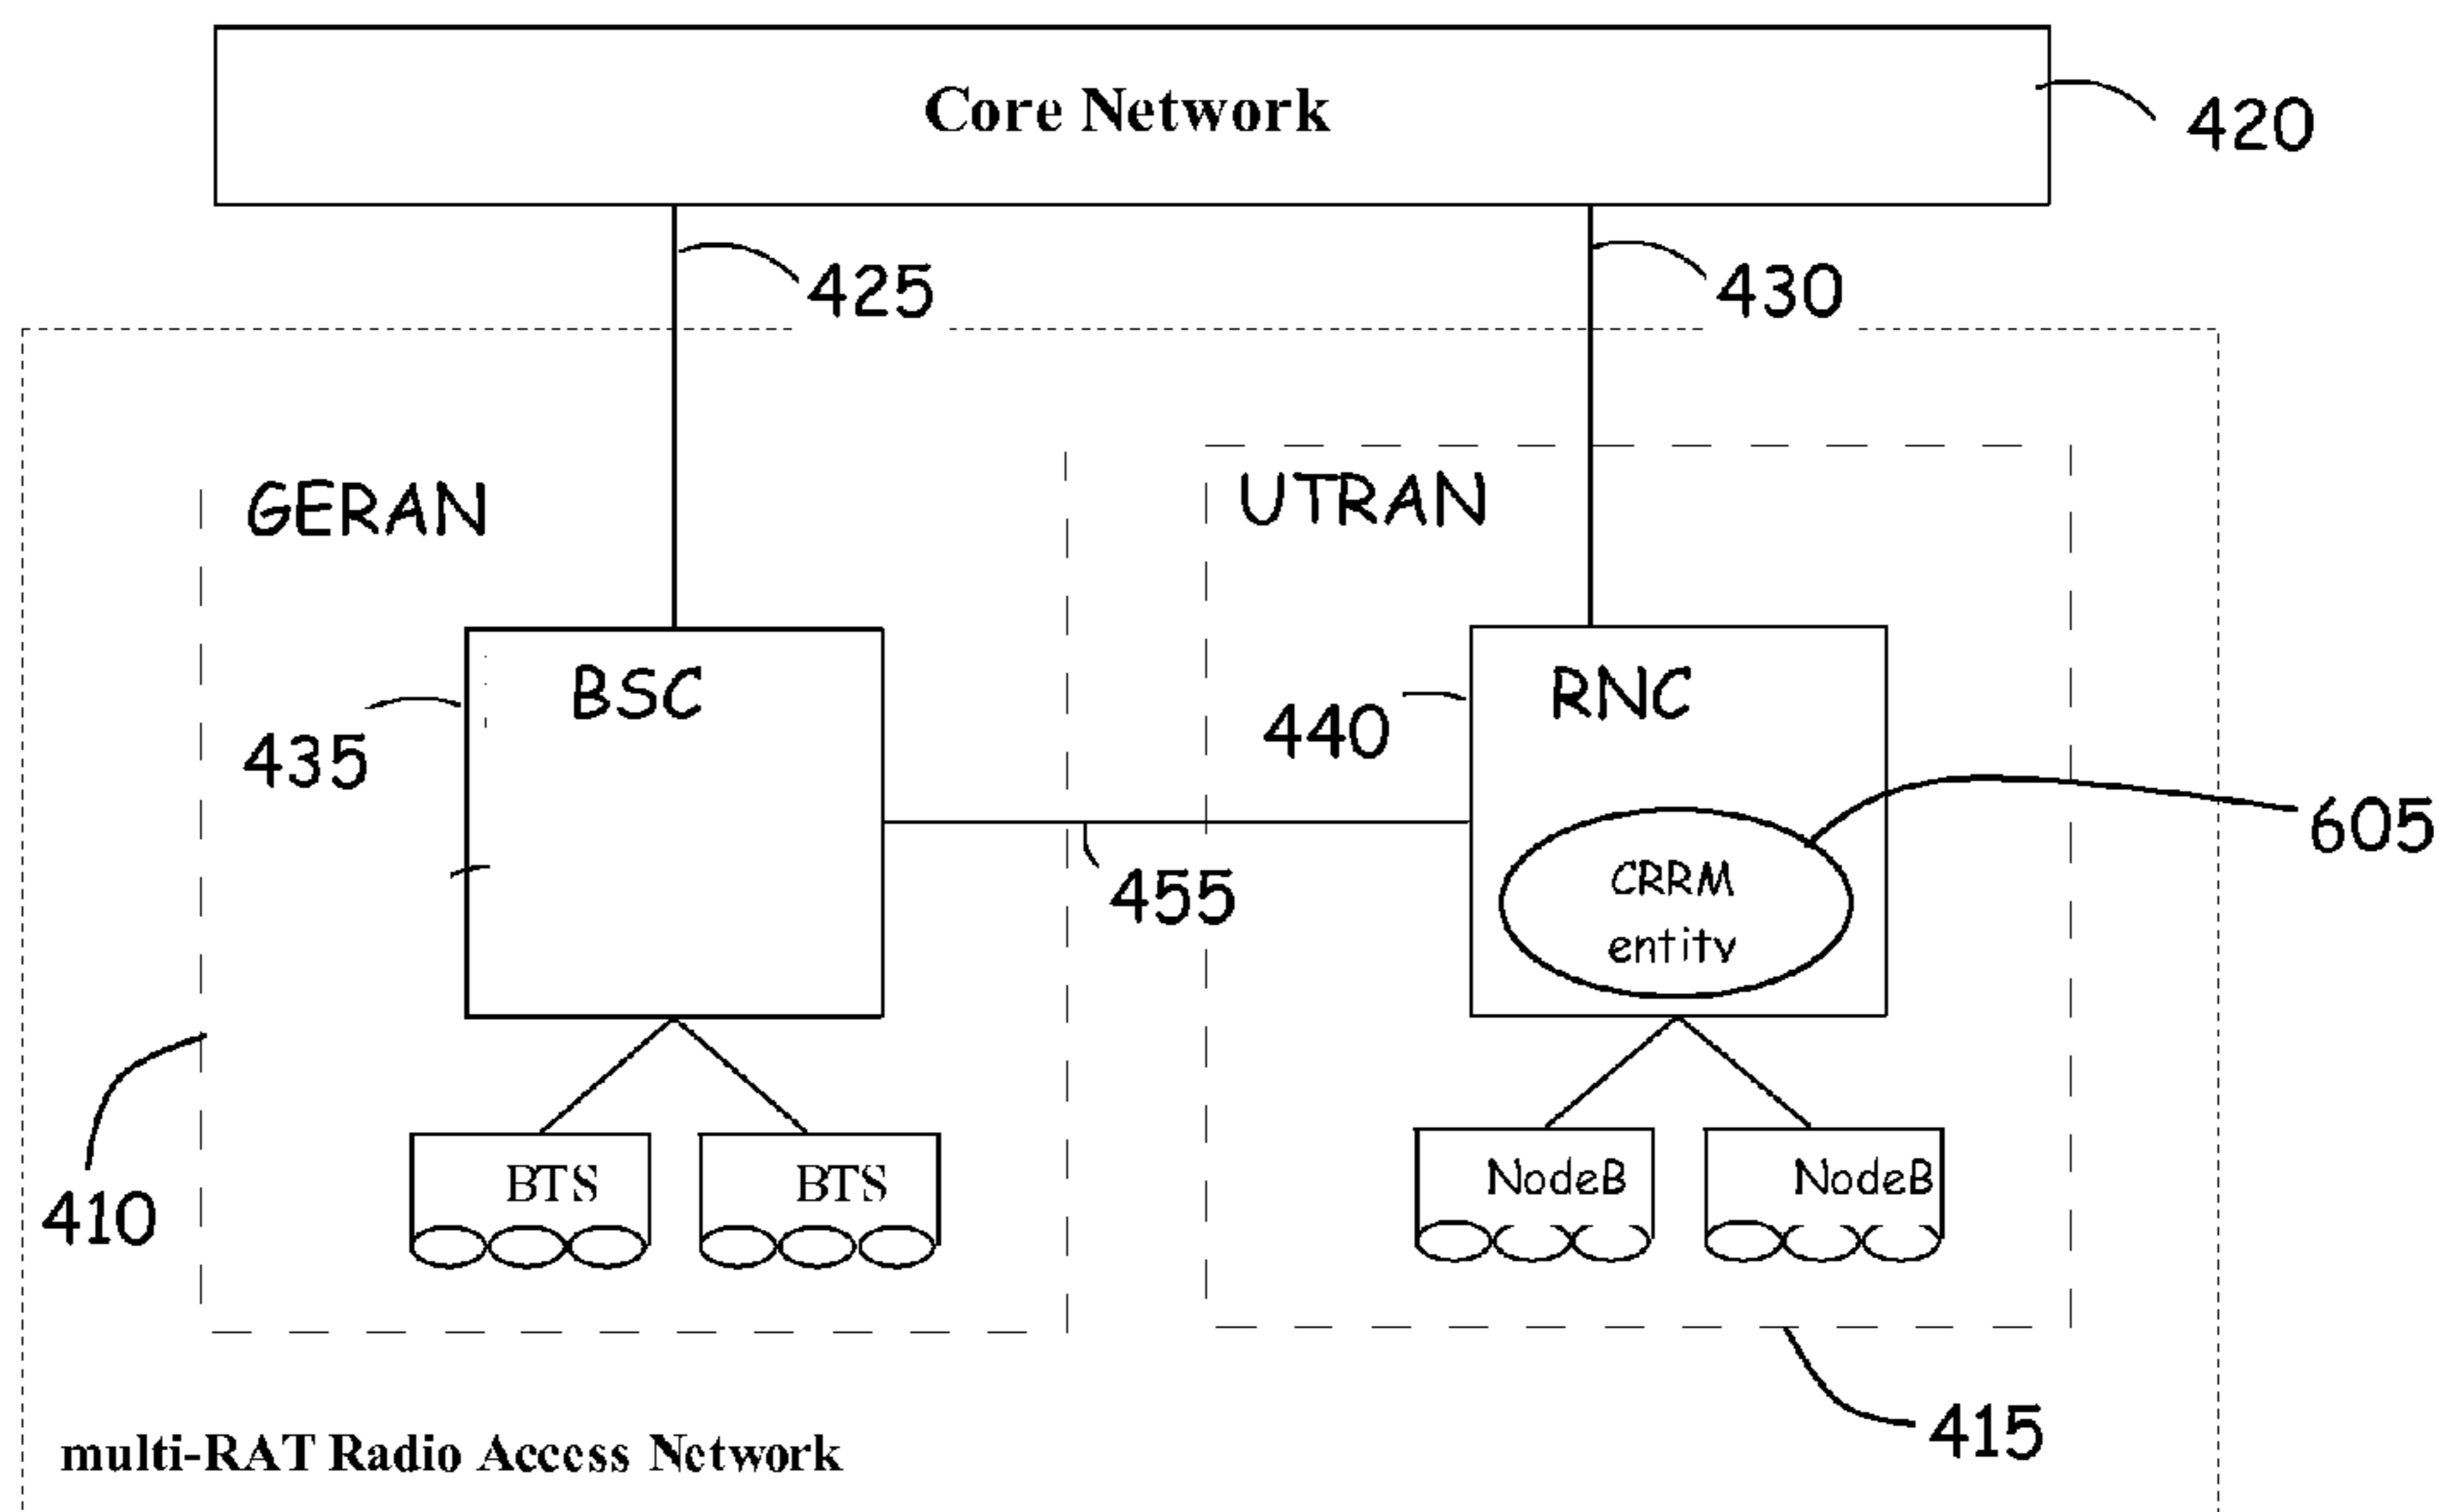 Core Network
420
425
430
GERAN
UTRAN
BSC
RNC
435
440
605
CRRM
entity
455
410
BTS
BTS
NodeB
NodeB
415
multi-RAT Radio Access Network